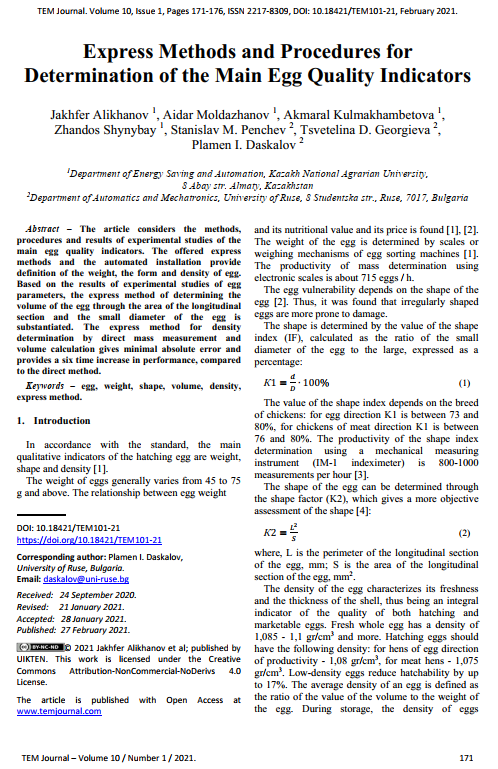 TEM Journal. Volume 10, Issue 1, Pages 171-176, ISSN 2217-8309, DOI: 10.18421/TEM101-21, February 2021.
Express Methods and Procedures for
Determination of the Main Egg Quality Indicators
Jakhfer Alikhanov 1, Aidar Moldazhanov 1, Akmaral Kulmakhambetova 1,
Zhandos Shynybay 1, Stanislav M. Penchev 2, Tsvetelina D. Georgieva 2,
Plamen I. Daskalov 2
1Department of Energy Saving and Automation, Kazakh National Agrarian University,
8 Abay str. Almaty, Kazakhstan
2Department of Automatics and Mechatronics, University of Ruse, 8 Studentska str., Ruse, 7017, Bulgaria
Abstract – The article considers the methods,
procedures and results of experimental studies of the
main egg quality indicators. The offered express
methods and the automated installation provide
definition of the weight, the form and density of egg.
Based on the results of experimental studies of egg
parameters, the express method of determining the
volume of the egg through the area of the longitudinal
section and the small diameter of the egg is
substantiated. The express method for density
determination by direct mass measurement and
volume calculation gives minimal absolute error and
provides a six time increase in performance, compared
to the direct method.
Keywords – egg, weight, shape, volume, density,
express method.
1. Introduction
In accordance with the standard, the main
qualitative indicators of the hatching egg are weight,
shape and density [1].
The weight of eggs generally varies from 45 to 75
g and above. The relationship between egg weight
DOI: 10.18421/TEM101-21
https://doi.org/10.18421/TEM101-21
Corresponding author: Plamen I. Daskalov,
University of Ruse, Bulgaria.
Email: daskalov@uni-ruse.bg
Received: 24 September 2020.
Revised: 21 January 2021.
Accepted: 28 January 2021.
Published: 27 February 2021.
(cc) BY-NC-ND © 2021 Jakhfer Alikhanov et al; published by
UIKTEN. This work is licensed under the Creative
Commons Attribution-NonCommercial-NoDerivs 4.0
License.
The article is published with Open Access at
www.temjournal.com
and its nutritional value and its price is found [1], [2].
The weight of the egg is determined by scales or
weighing mechanisms of egg sorting machines [1].
The productivity of mass determination using
electronic scales is about 715 eggs / h.
The egg vulnerability depends on the shape of the
egg [2]. Thus, it was found that irregularly shaped
eggs are more prone to damage.
The shape is determined by the value of the shape
index (IF), calculated as the ratio of the small
diameter of the egg to the large, expressed as a
percentage:
K1 = d/D · 100% (1)
The value of the shape index depends on the breed
of chickens: for egg direction K1 is between 73 and
80%, for chickens of meat direction K1 is between
76 and 80%. The productivity of the shape index
determination using a mechanical measuring
instrument (IM-1 indeximeter) is 800-1000
measurements per hour [3].
The shape of the egg can be determined through
the shape factor (K2), which gives a more objective
assessment of the shape [4]:
K2 = L²/S (2)
where, L is the perimeter of the longitudinal section
of the egg, mm; S is the area of the longitudinal
section of the egg, mm².
The density of the egg characterizes its freshness
and the thickness of the shell, thus being an integral
indicator of the quality of both hatching and
marketable eggs. Fresh whole egg has a density of
1,085 - 1,1 gr/cm³ and more. Hatching eggs should
have the following density: for hens of egg direction
of productivity - 1,08 gr/cm³, for meat hens - 1,075
gr/cm³. Low-density eggs reduce hatchability by up
to 17%. The average density of an egg is defined as
the ratio of the value of the volume to the weight of
the egg. During storage, the density of eggs
TEM Journal – Volume 10 / Number 1 / 2021. 171